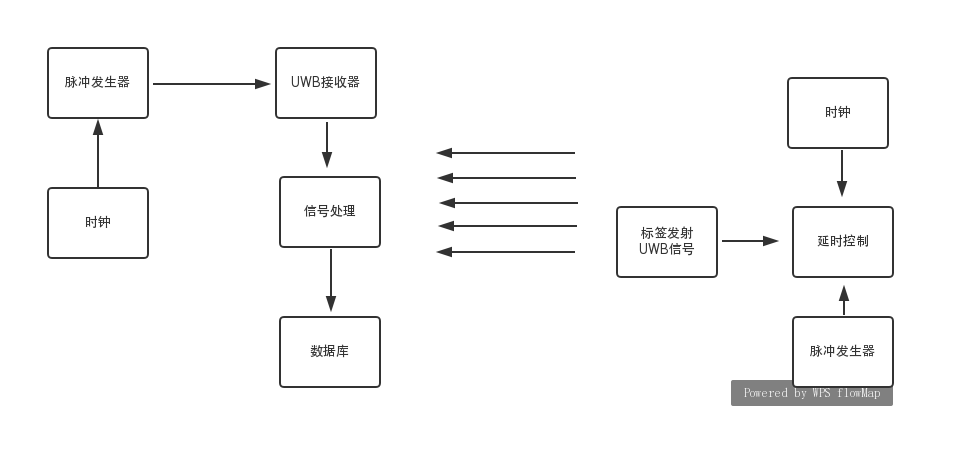 脉冲发生器
UWB接收器
时钟
信号处理
数据库
时钟
标签发射
UWB信号
延时控制
脉冲发生器
Powered by WPS flowMap